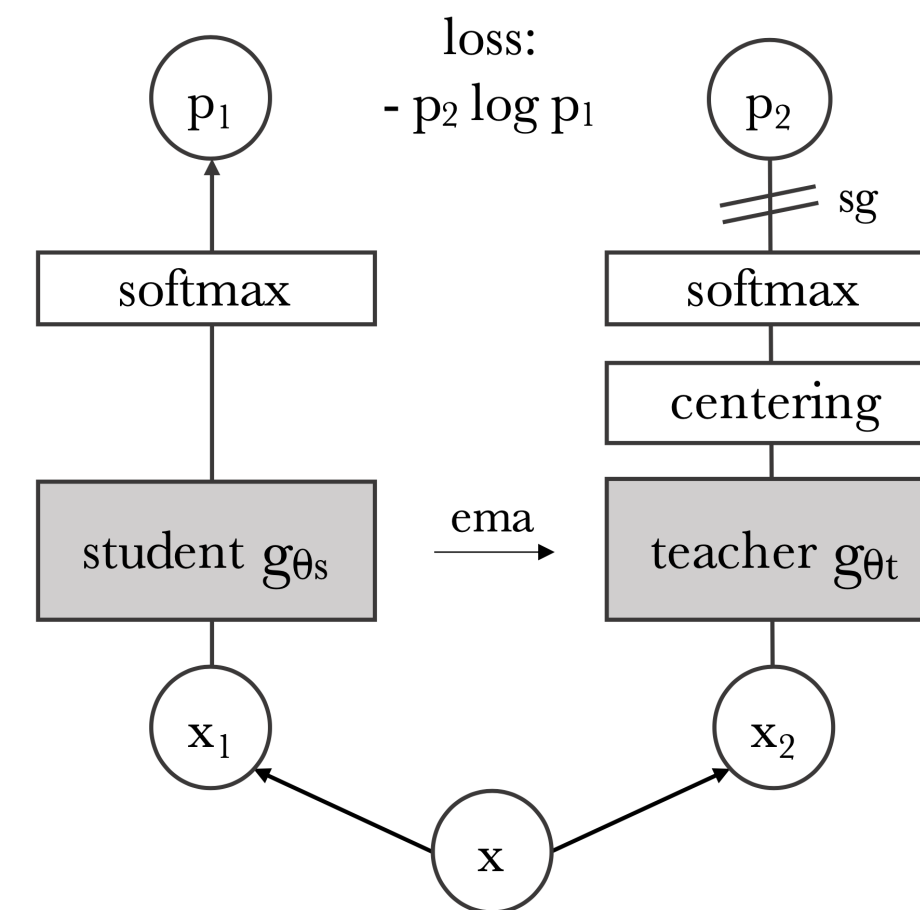 loss:
- p₂ log p₁
p₁
p₂
sg
softmax
softmax
centering
student gθs
ema
teacher gθt
x₁
x₂
x